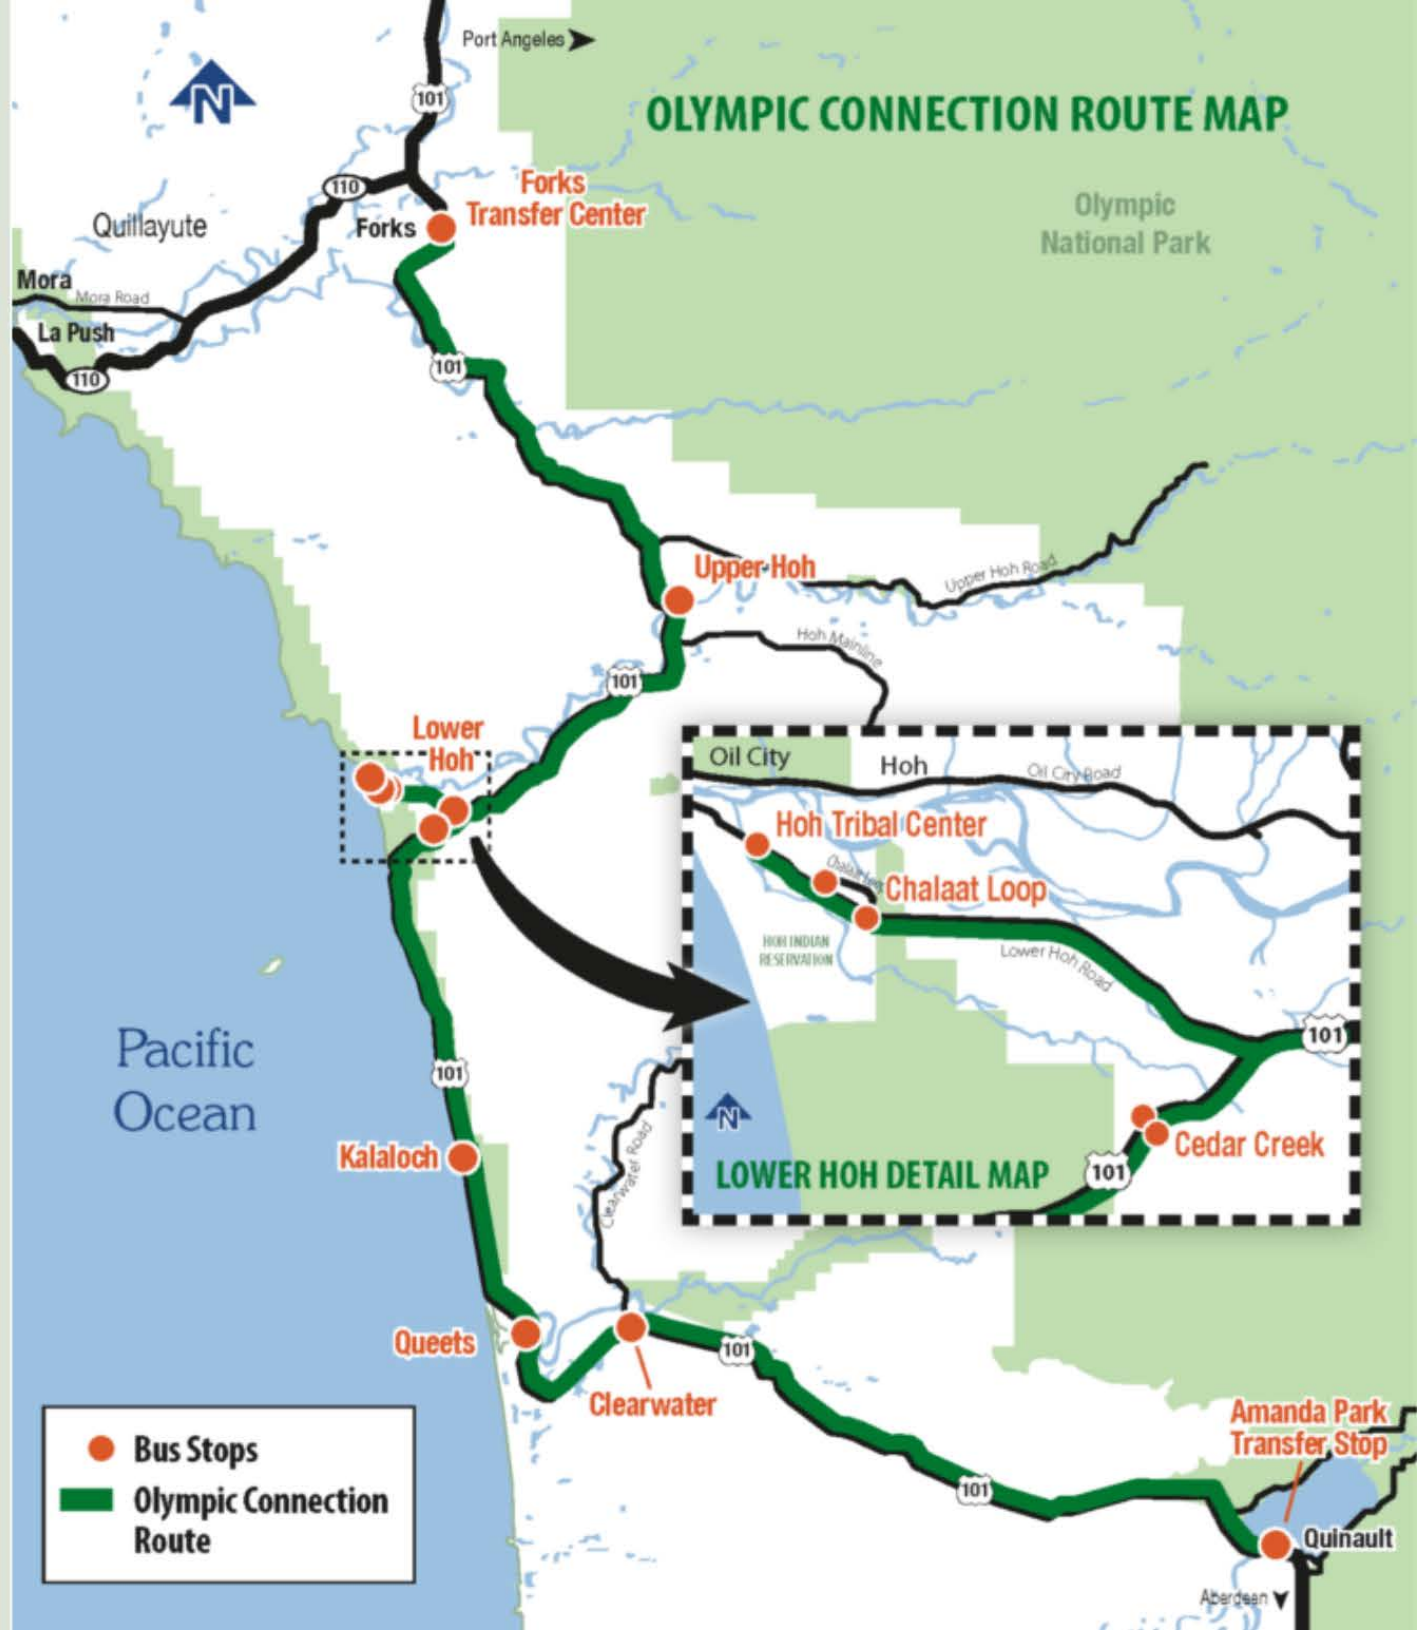 Port Angeles
N
101
OLYMPIC CONNECTION ROUTE MAP
110
Forks
Transfer Center
Olympic
National Park
Quillayute
Forks
Mora
Mora Road
La Push
101
110
Upper Hoh
Upper Hoh Road
Hoh Mainline
101
Lower
Hoh
Oil City
Hoh
Oil City Road
Hoh Tribal Center
Chalaat Loop
Chalaat Loop
HOH INDIAN
RESERVATION
Lower Hoh Road
101
N
Cedar Creek
101
LOWER HOH DETAIL MAP
Pacific
Ocean
101
Kalaloch
Clearwater Road
Queets
101
Clearwater
Amanda Park
Transfer Stop
101
Quinault
Aberdeen
Bus Stops
Olympic Connection
Route